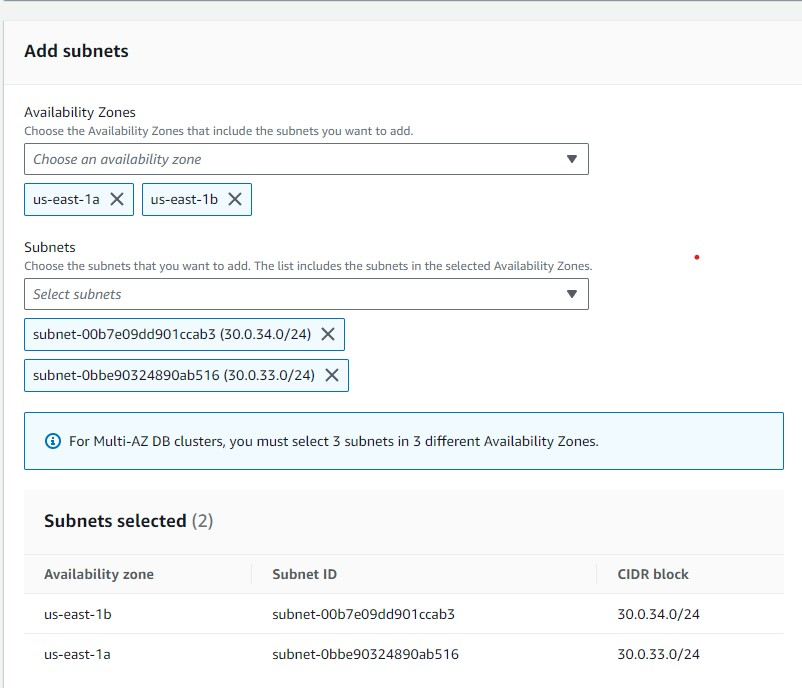 Add subnets
Availability Zones
Choose the Availability Zones that include the subnets you want to add.
Choose an availability zone
us-east-1a us-east-1b
Subnets
Choose the subnets that you want to add. The list includes the subnets in the selected Availability Zones.
Select subnets
subnet-00b7e09dd901ccab3 (30.0.34.0/24)
subnet-0bbe90324890ab516 (30.0.33.0/24)
For Multi-AZ DB clusters, you must select 3 subnets in 3 different Availability Zones.
Subnets selected (2)
Availability zone Subnet ID CIDR block
us-east-1b subnet-00b7e09dd901ccab3 30.0.34.0/24
us-east-1a subnet-0bbe90324890ab516 30.0.33.0/24